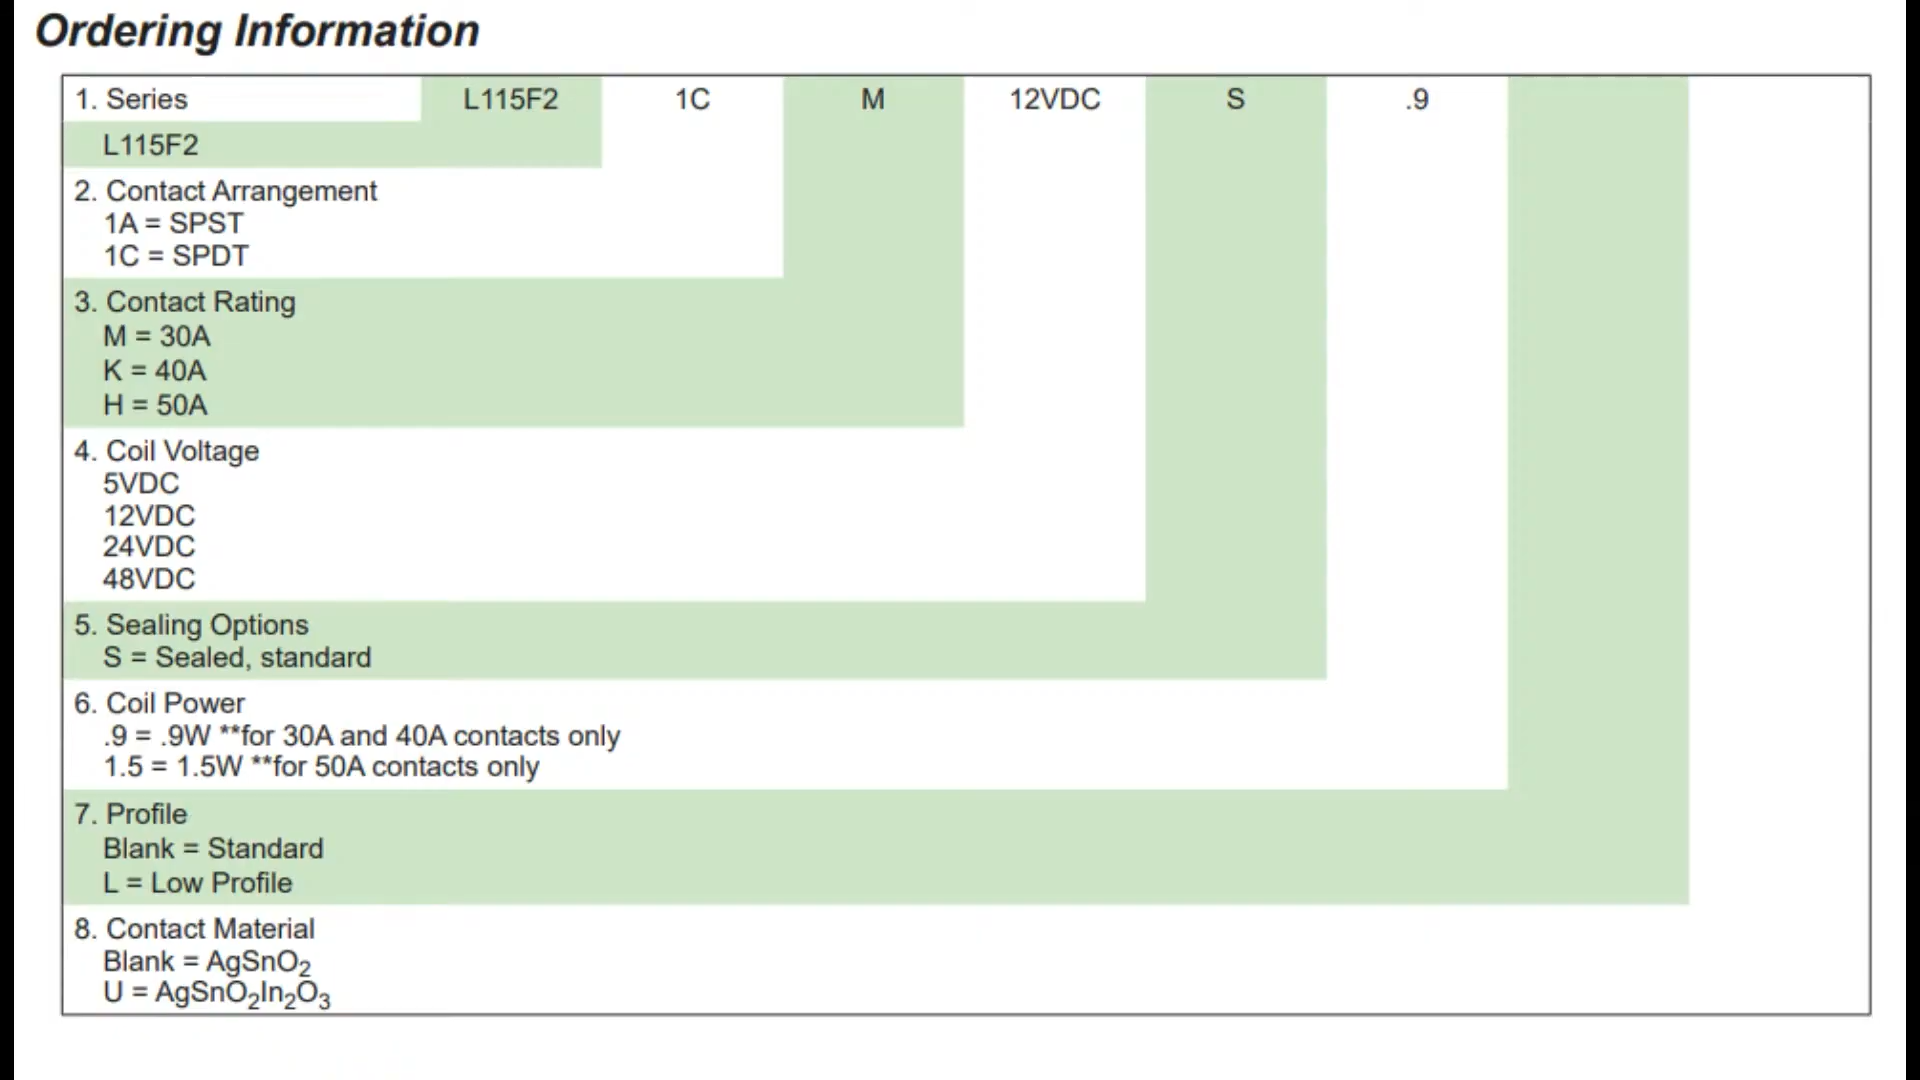 Ordering Information
1. Series L115F2 1C M 12VDC S .9
L115F2
2. Contact Arrangement
1A = SPST
1C = SPDT
3. Contact Rating
M = 30A
K = 40A
H = 50A
4. Coil Voltage
5VDC
12VDC
24VDC
48VDC
5. Sealing Options
S = Sealed, standard
6. Coil Power
.9 = .9W **for 30A and 40A contacts only
1.5 = 1.5W **for 50A contacts only
7. Profile
Blank = Standard
L = Low Profile
8. Contact Material
Blank = AgSnO₂
U = AgSnO₂In₂O₃